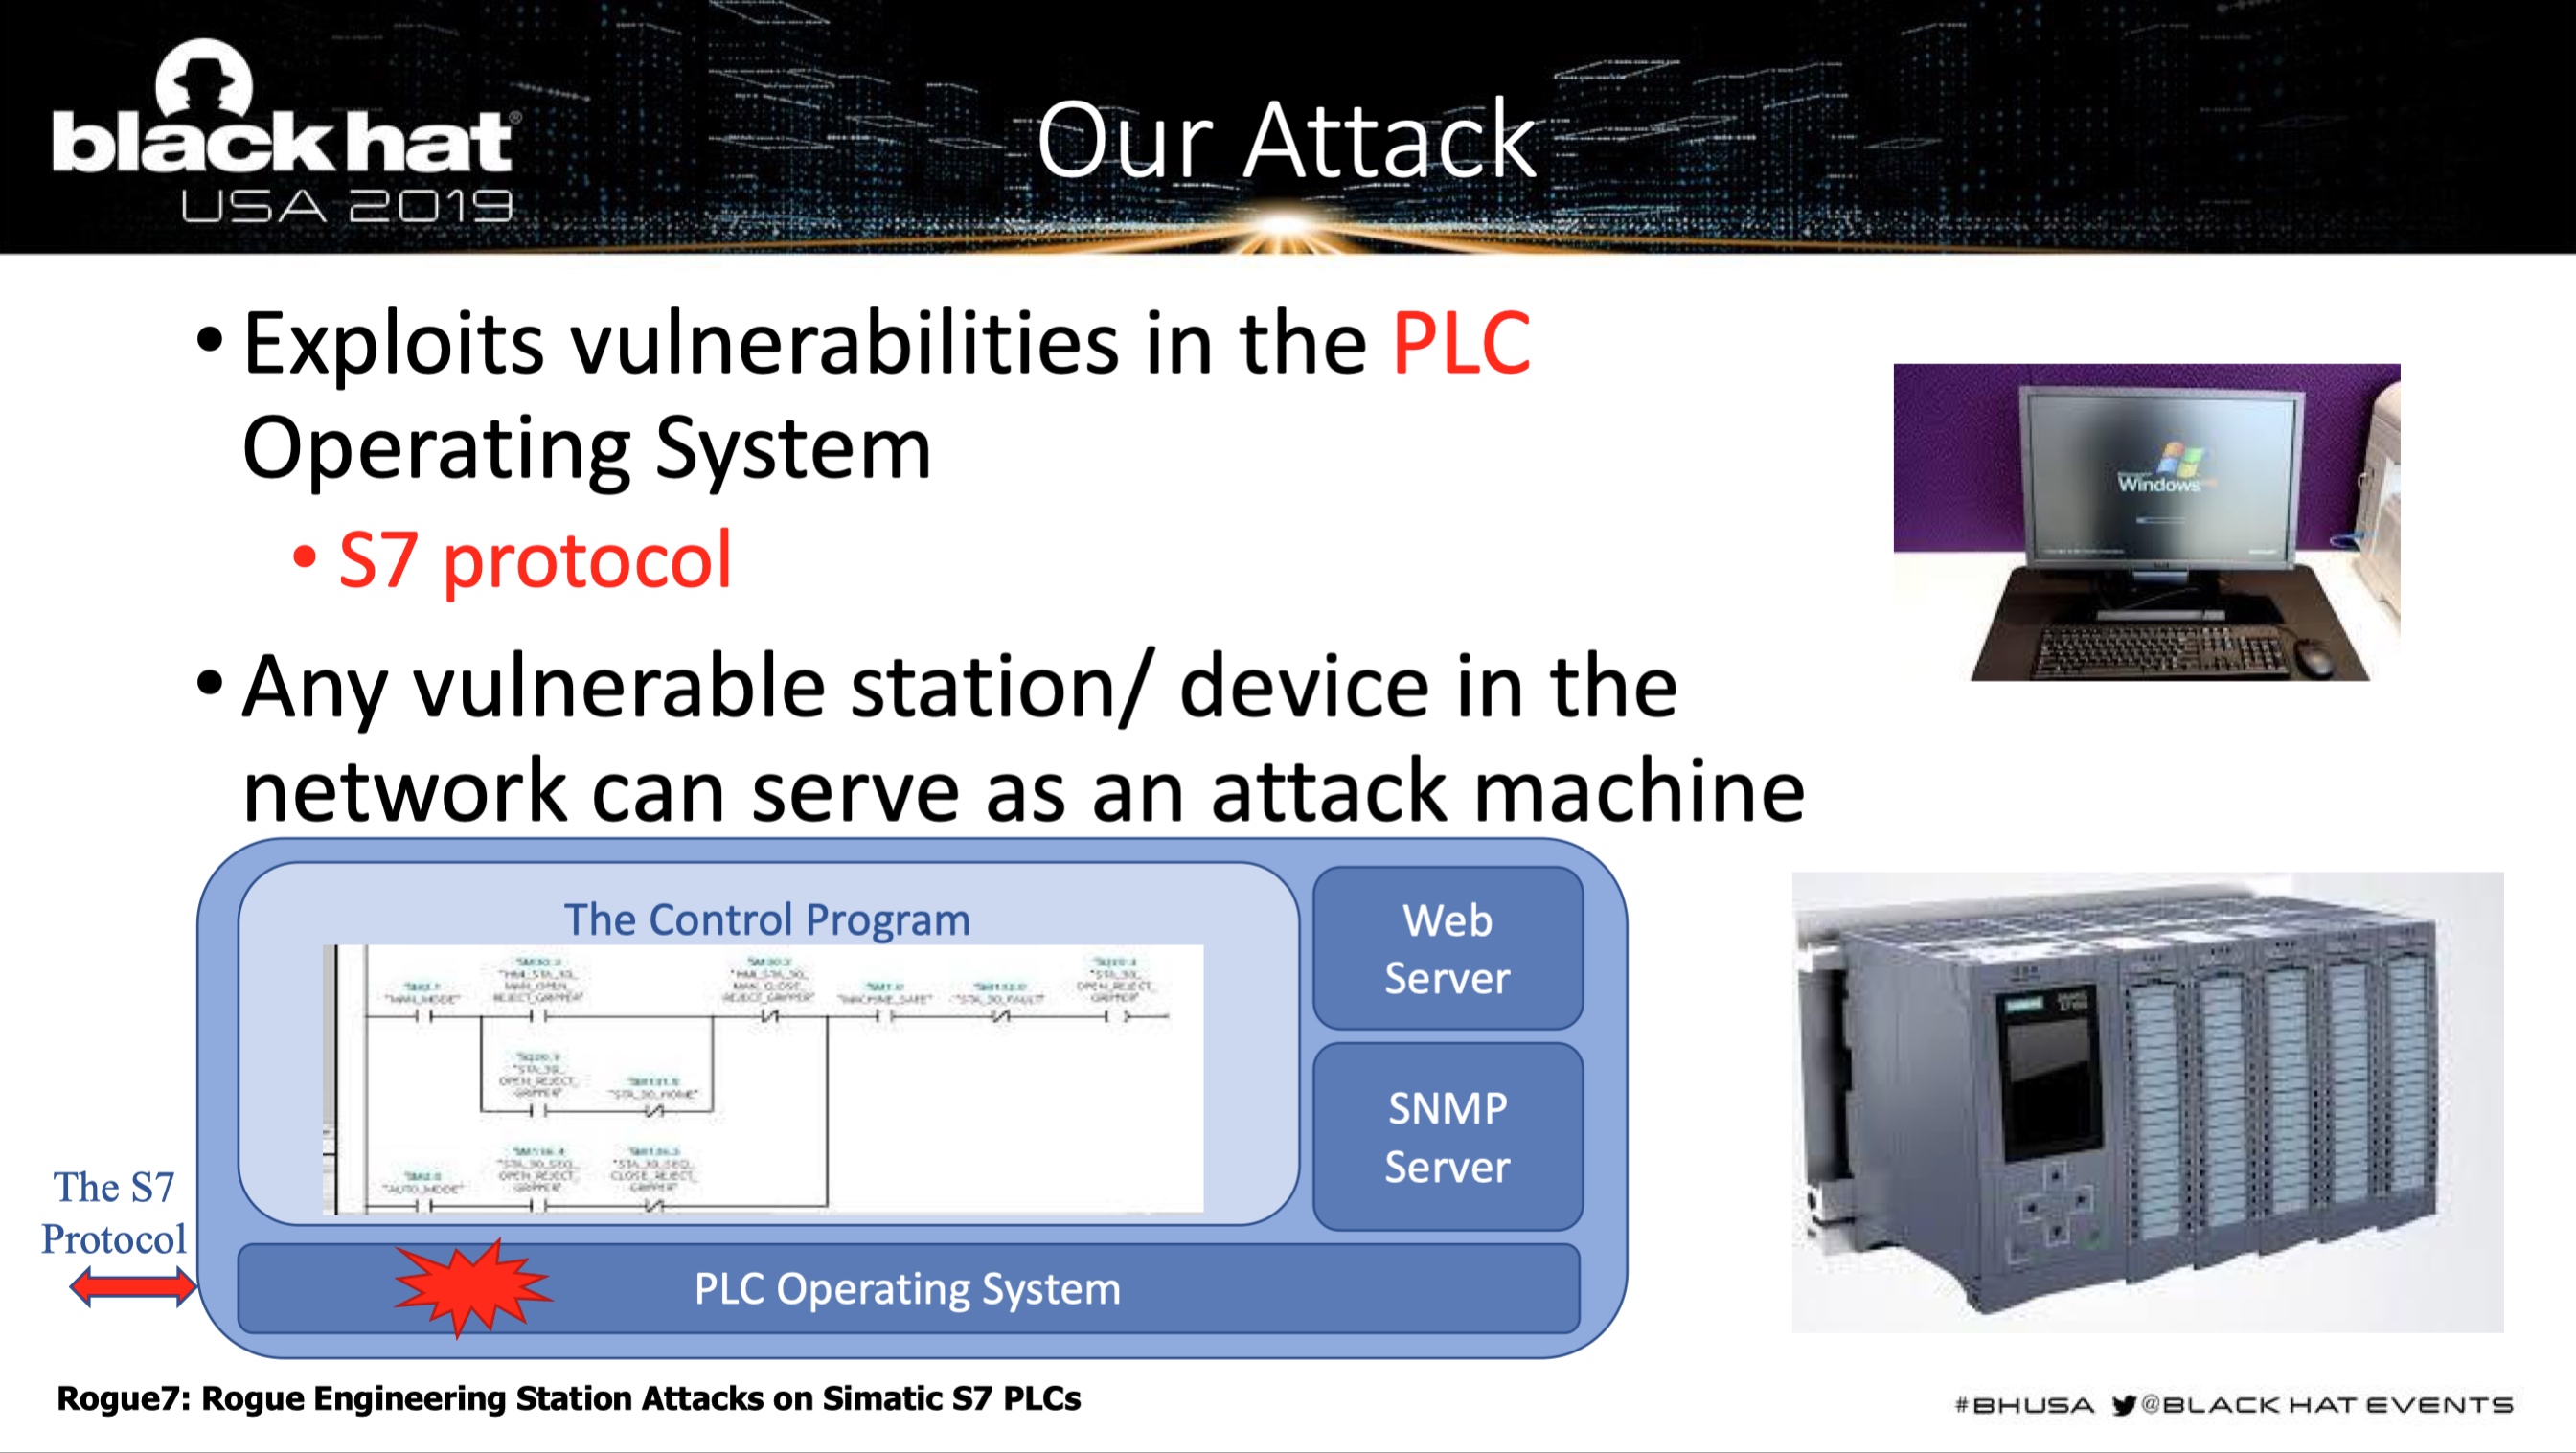 black hat®
USA 2019
Our Attack
• Exploits vulnerabilities in the PLC
Operating System
• S7 protocol
• Any vulnerable station/ device in the
network can serve as an attack machine
Windows
The Control Program
Web
Server
SNMP
Server
The S7
Protocol
PLC Operating System
Rogue7: Rogue Engineering Station Attacks on Simatic S7 PLCs
#BHUSA @BLACK HAT EVENTS